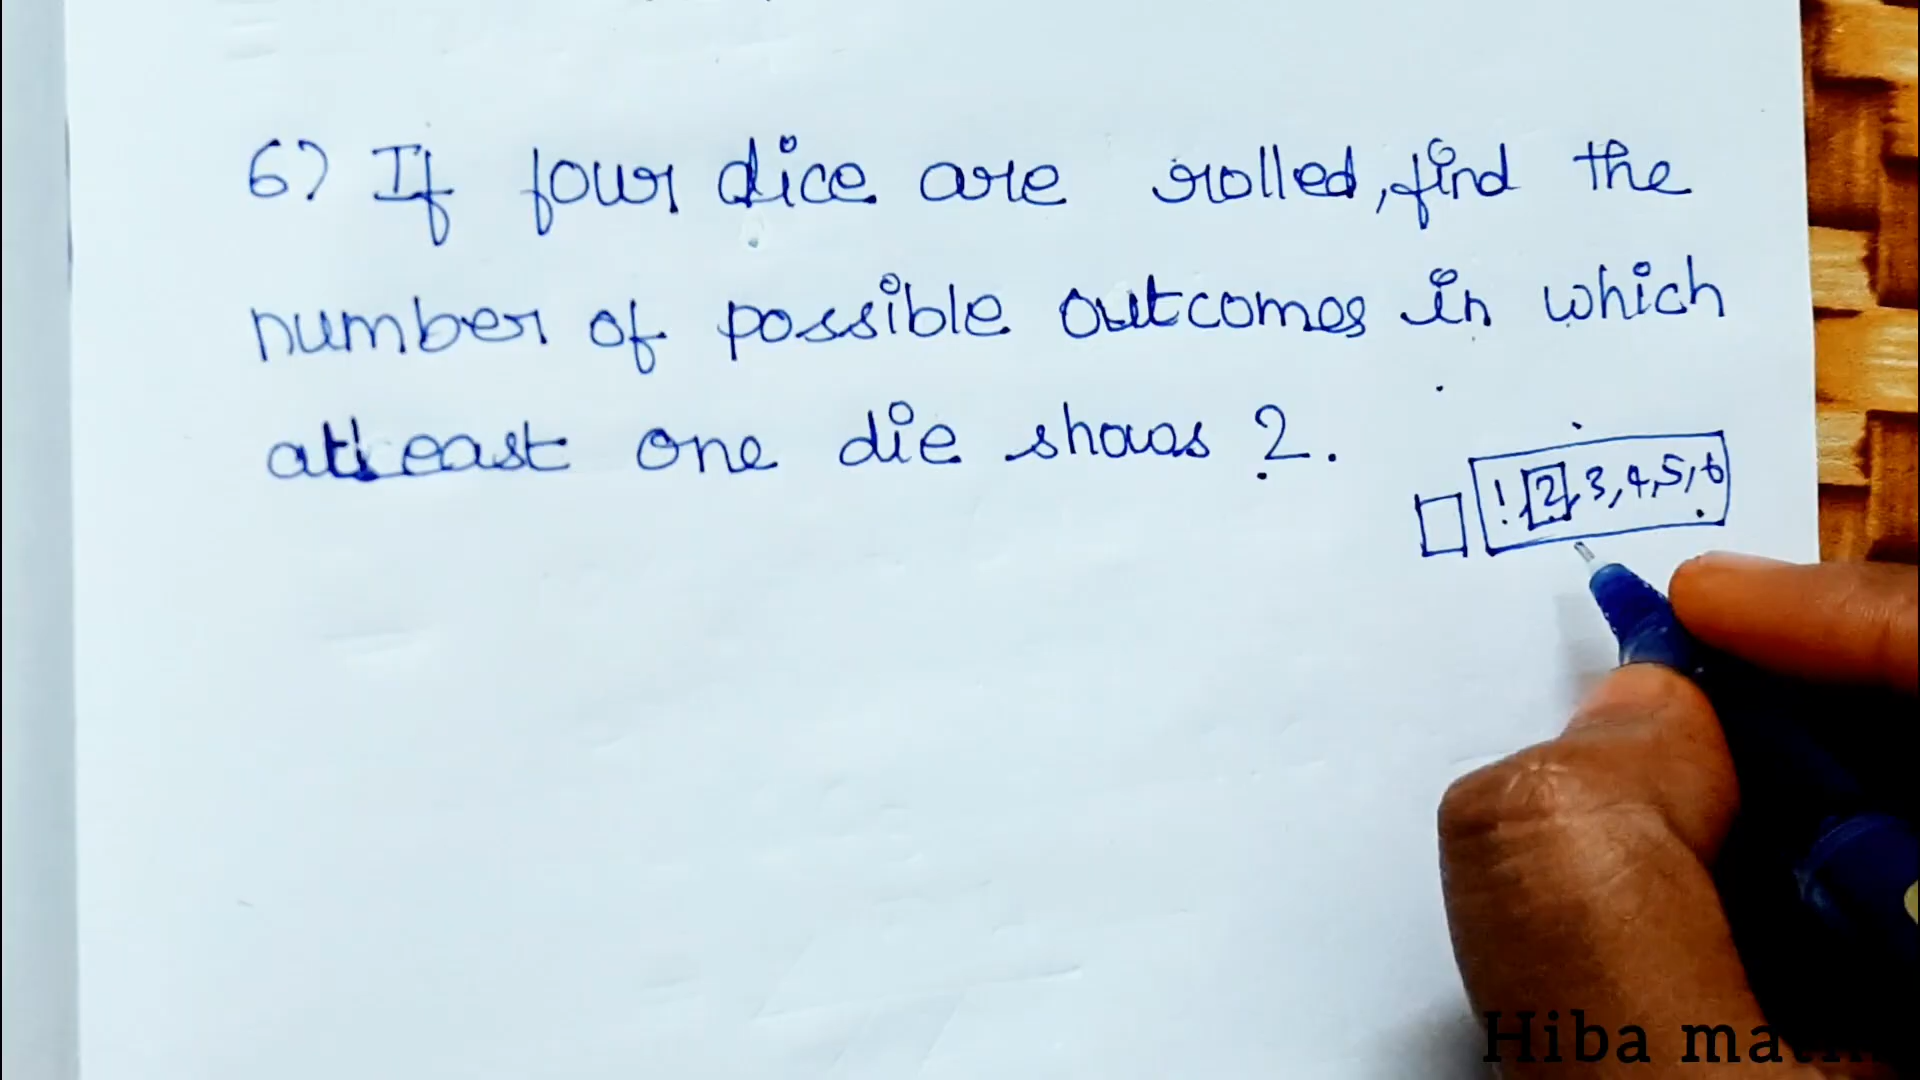 6) If four dice are rolled, find the
number of possible outcomes in which
atleast one die shows 2.
1, 2, 3, 4, 5, 6
Hiba mat